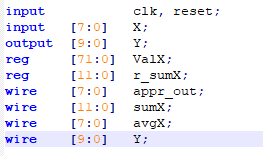 input clk, reset;
input [7:0] X;
output [9:0] Y;
reg [71:0] ValX;
reg [11:0] r_sumX;
wire [7:0] appr_out;
wire [11:0] sumX;
wire [7:0] avgX;
wire [9:0] Y;